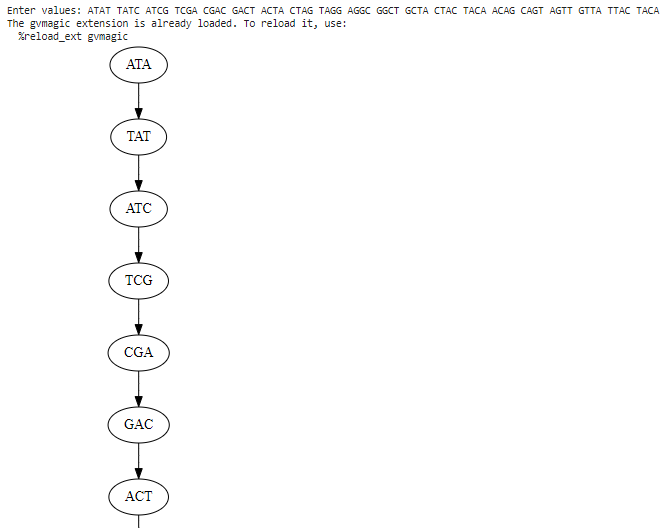 Enter values: ATAT TATC ATCG TCGA CGAC GACT ACTA CTAG TAGG AGGC GGCT GCTA CTAC TACA ACAG CAGT AGTT GTTA TTAC TACA
The gvmagic extension is already loaded. To reload it, use:
%reload_ext gvmagic
ATA
TAT
ATC
TCG
CGA
GAC
ACT